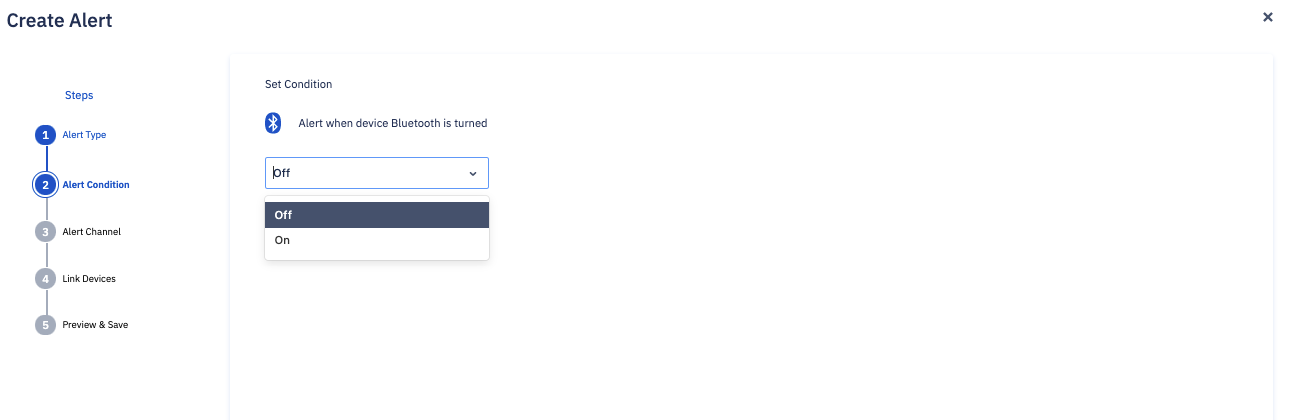 Create Alert
Steps
1 Alert Type
2 Alert Condition
3 Alert Channel
4 Link Devices
5 Preview & Save
Set Condition
Alert when device Bluetooth is turned
Off
Off
On